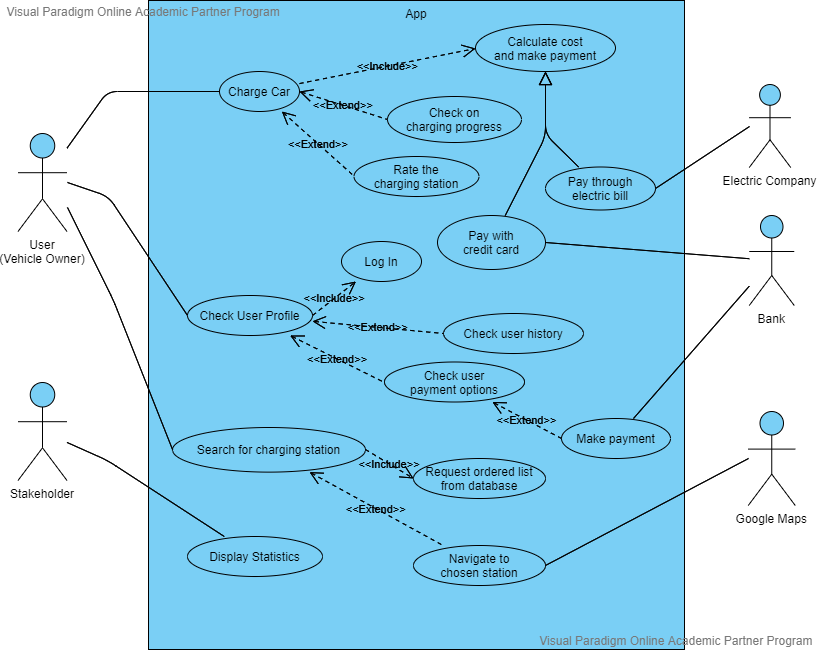 Visual Paradigm Online Academic Partner Program
App
Calculate cost
and make payment
<<Include>>
Charge Car
<<Extend>>
Check on
charging progress
<<Extend>>
Rate the
charging station
Pay through
electric bill
Electric Company
User
(Vehicle Owner)
Pay with
credit card
Bank
Log In
<<Include>>
Check User Profile
<<Extend>>
Check user history
<<Extend>>
Check user
payment options
<<Extend>>
Make payment
Search for charging station
<<Include>>
Request ordered list
from database
Stakeholder
<<Extend>>
Google Maps
Display Statistics
Navigate to
chosen station
Visual Paradigm Online Academic Partner Program